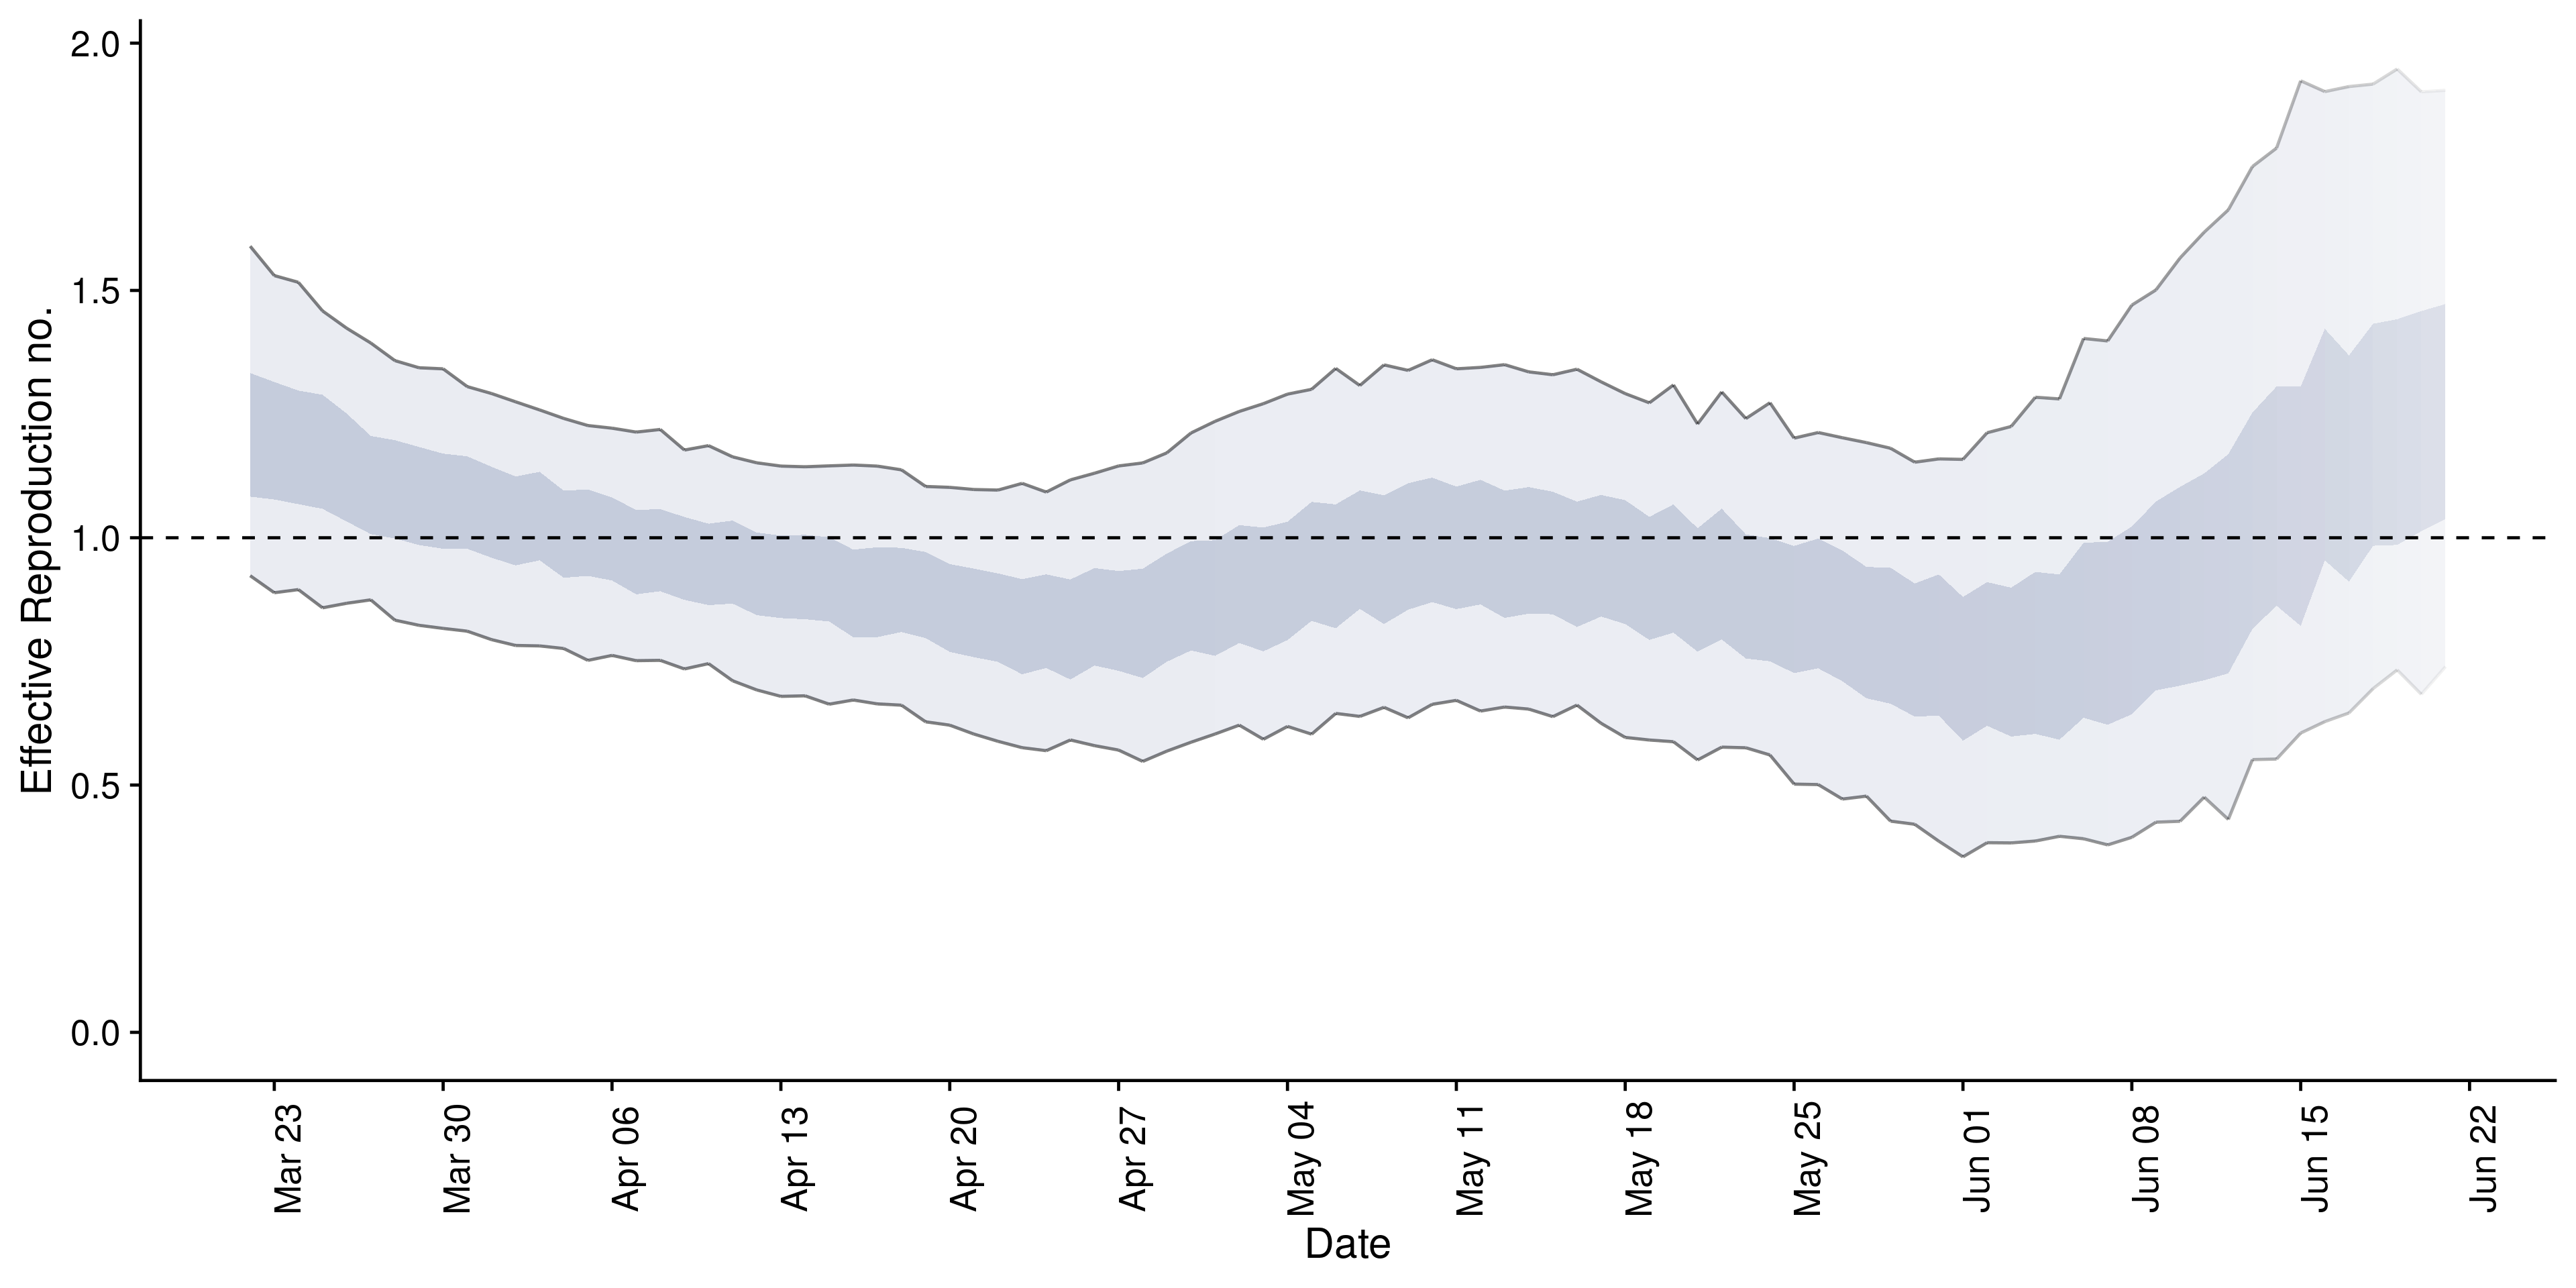 Effective Reproduction no.
2.0
1.5
1.0
0.5
0.0
Mar 23
Mar 30
Apr 06
Apr 13
Apr 20
Apr 27
May 04
May 11
May 18
May 25
Jun 01
Jun 08
Jun 15
Jun 22
Date